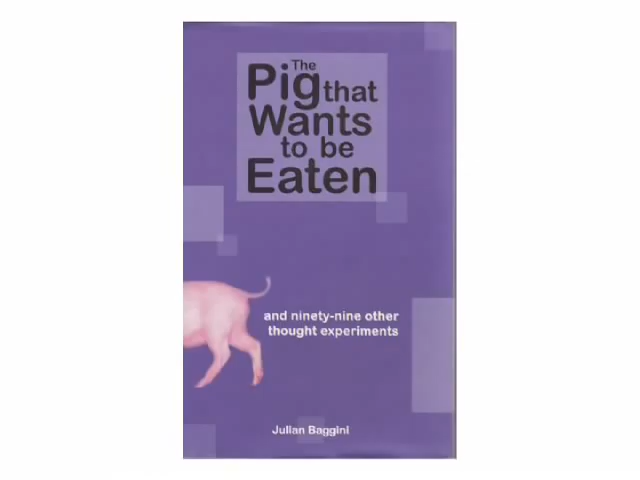 The
Pig that
Wants
to be
Eaten
and ninety-nine other
thought experiments
Julian Baggini